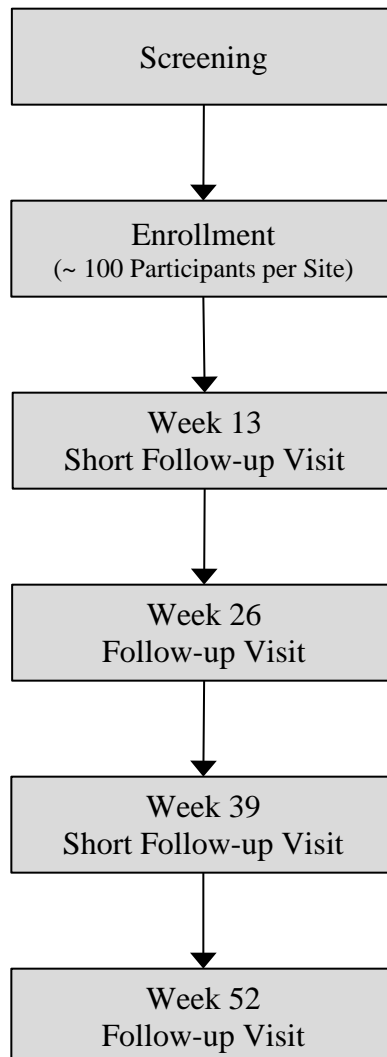 Screening
Enrollment
(~ 100 Participants per Site)
Week 13
Short Follow-up Visit
Week 26
Follow-up Visit
Week 39
Short Follow-up Visit
Week 52
Follow-up Visit